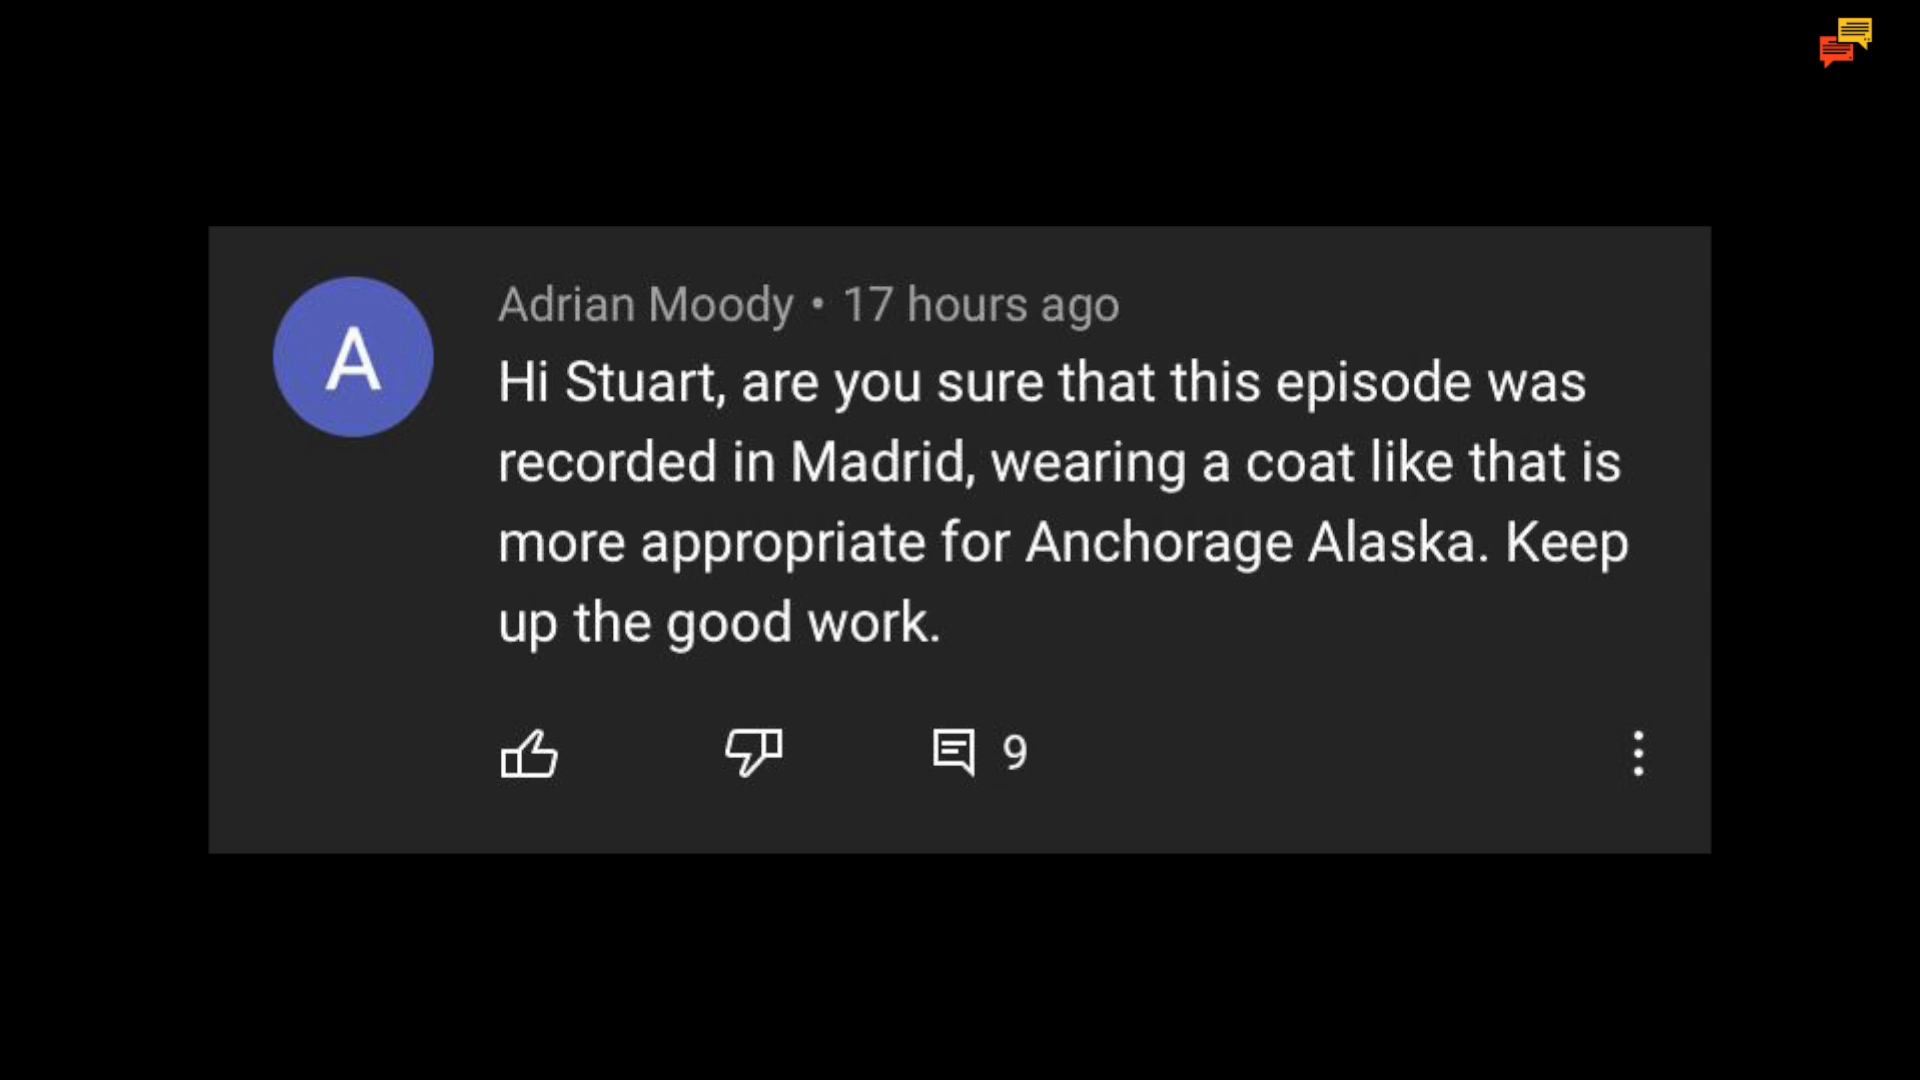 A
Adrian Moody • 17 hours ago
Hi Stuart, are you sure that this episode was
recorded in Madrid, wearing a coat like that is
more appropriate for Anchorage Alaska. Keep
up the good work.
9